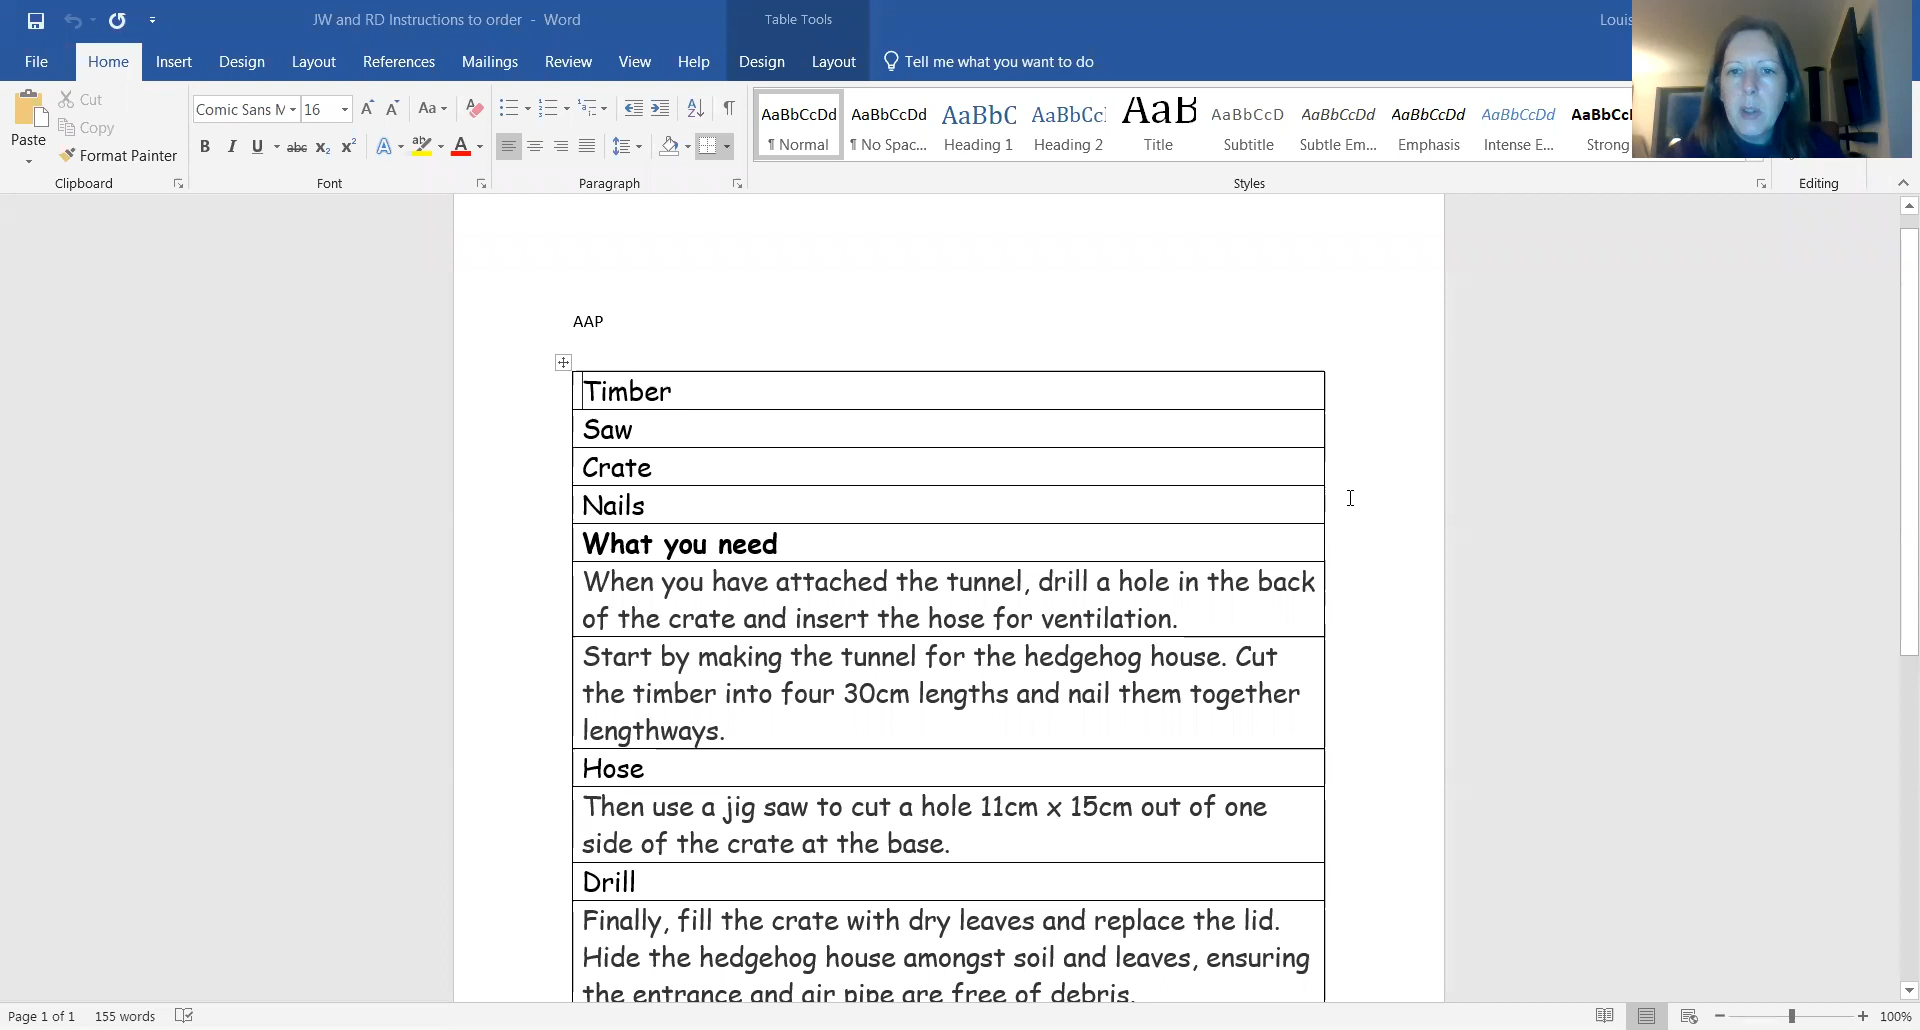 JW and RD Instructions to order - Word
Table Tools
Louis
File Home Insert Design Layout References Mailings Review View Help Design Layout Tell me what you want to do
Paste
Cut
Copy
Format Painter
Clipboard
Comic Sans M 16
Aa
B I U abc X₂ X²
Font
Paragraph
AaBbCcDd AaBbCcDd AaBbC AaBbCc AaB AaBbCcD AaBbCcDd AaBbCcDd AaBbCcDd AaBbCc
¶ Normal ¶ No Spac... Heading 1 Heading 2 Title Subtitle Subtle Em... Emphasis Intense E... Strong
Styles
Editing
AAP
Timber
Saw
Crate
Nails
What you need
When you have attached the tunnel, drill a hole in the back
of the crate and insert the hose for ventilation.
Start by making the tunnel for the hedgehog house. Cut
the timber into four 30cm lengths and nail them together
lengthways.
Hose
Then use a jig saw to cut a hole 11cm x 15cm out of one
side of the crate at the base.
Drill
Finally, fill the crate with dry leaves and replace the lid.
Hide the hedgehog house amongst soil and leaves, ensuring
the entrance and air pipe are free of debris.
Page 1 of 1 155 words
100%